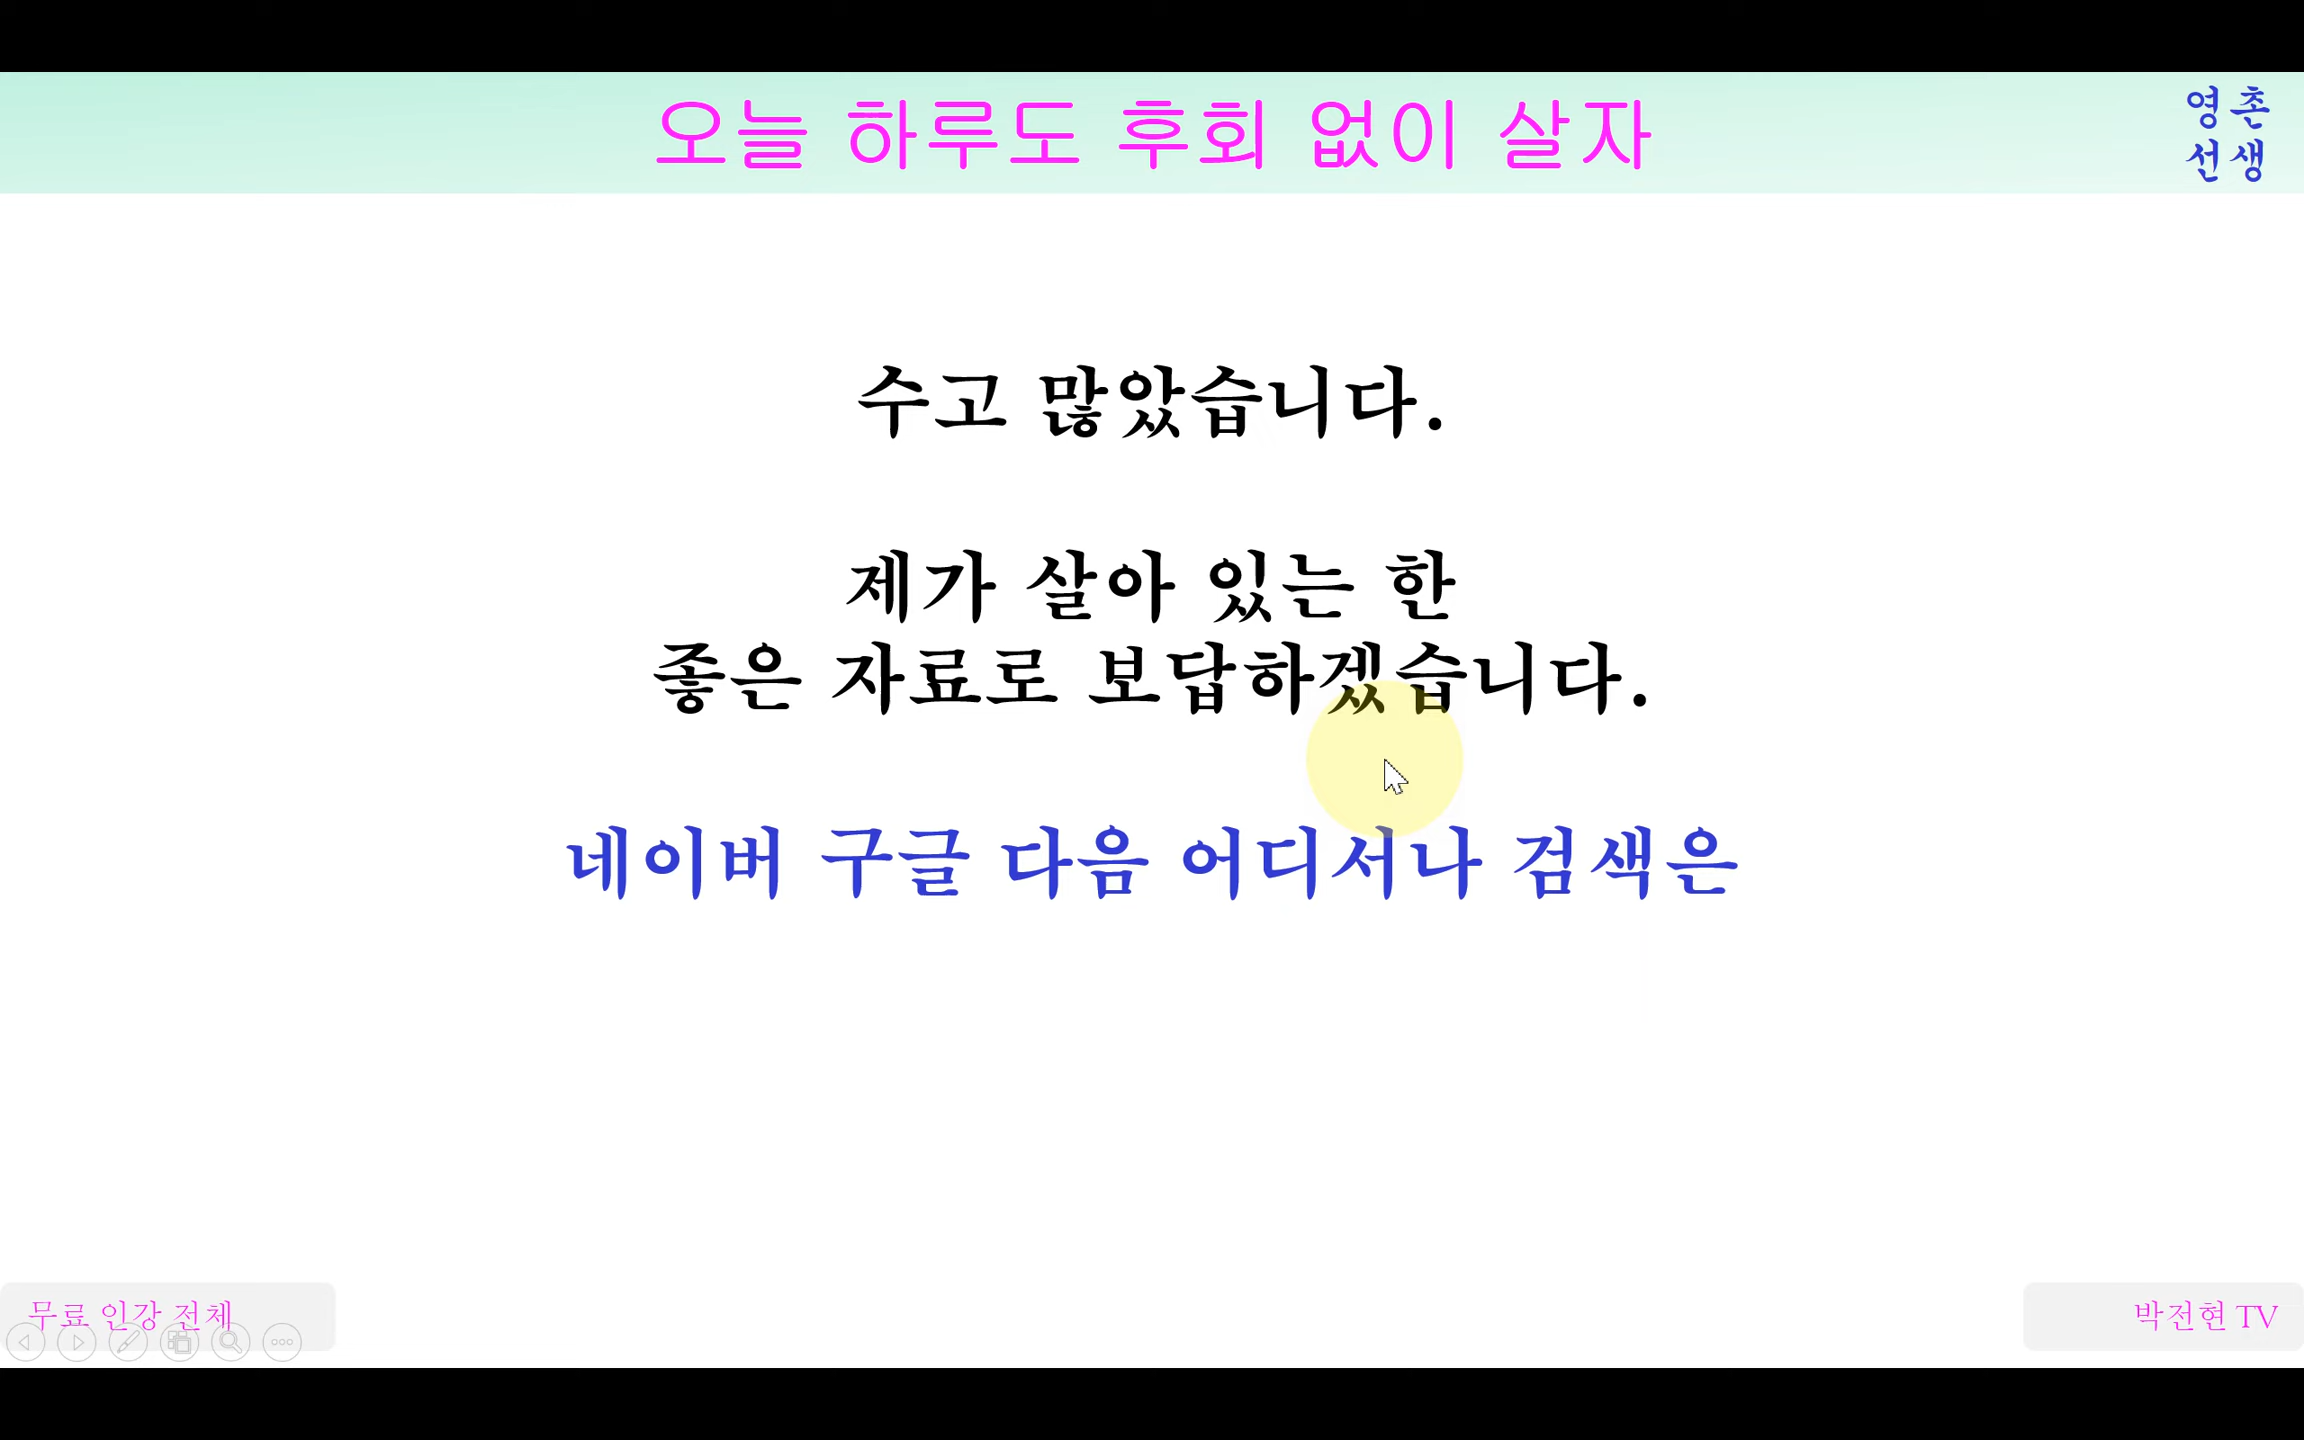 오늘 하루도 후회 없이 살자
영촌
선생
수고 많았습니다.
제가 살아 있는 한
좋은 자료로 보답하겠습니다.
네이버 구글 다음 어디서나 검색은
무료 인강 전체
박전현 TV